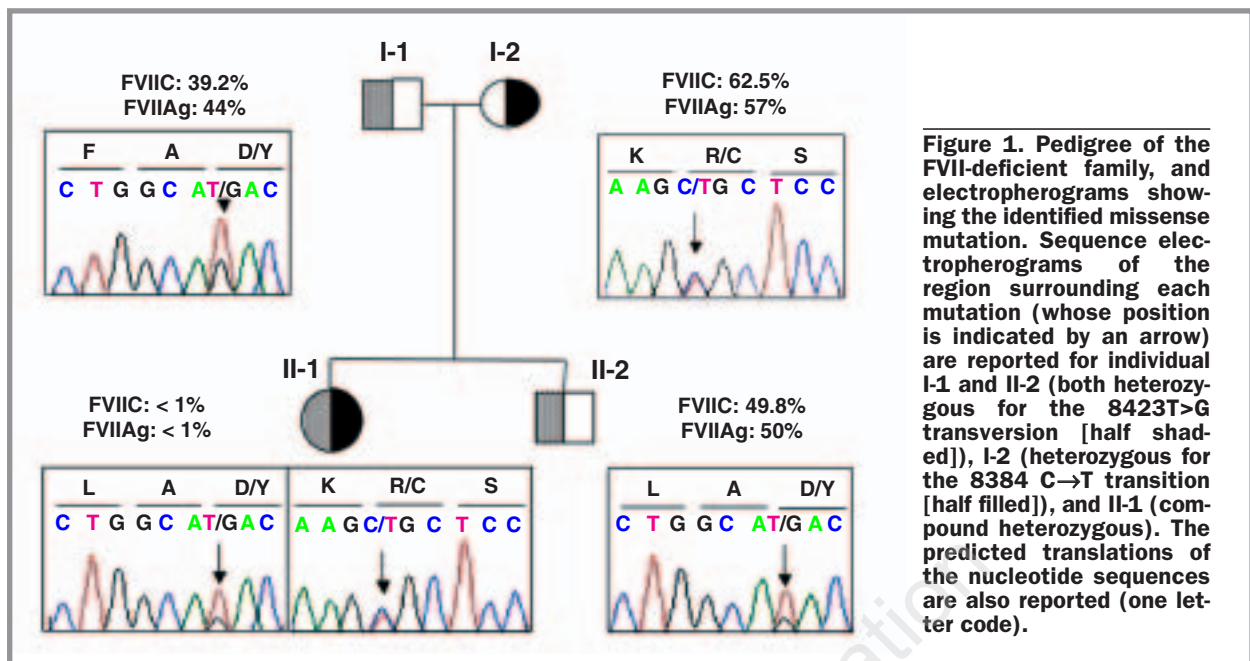 I-1 I-2
FVIIC: 39.2%
FVIIAg: 44%
F A D/Y
C T G G C A T/G A C
FVIIC: 62.5%
FVIIAg: 57%
K R/C S
A A G C/T G C T C C
II-1 II-2
FVIIC: < 1%
FVIIAg: < 1%
L A D/Y
C T G G C A T/G A C
K R/C S
A A G C/T G C T C C
FVIIC: 49.8%
FVIIAg: 50%
L A D/Y
C T G G C A T/G A C
Figure 1. Pedigree of the
FVII-deficient family, and
electropherograms show-
ing the identified missense
mutation. Sequence elec-
tropherograms of the
region surrounding each
mutation (whose position
is indicated by an arrow)
are reported for individual
I-1 and II-2 (both heterozy-
gous for the 8423T>G
transversion [half shad-
ed]), I-2 (heterozygous for
the 8384 C→T transition
[half filled]), and II-1 (com-
pound heterozygous). The
predicted translations of
the nucleotide sequences
are also reported (one let-
ter code).